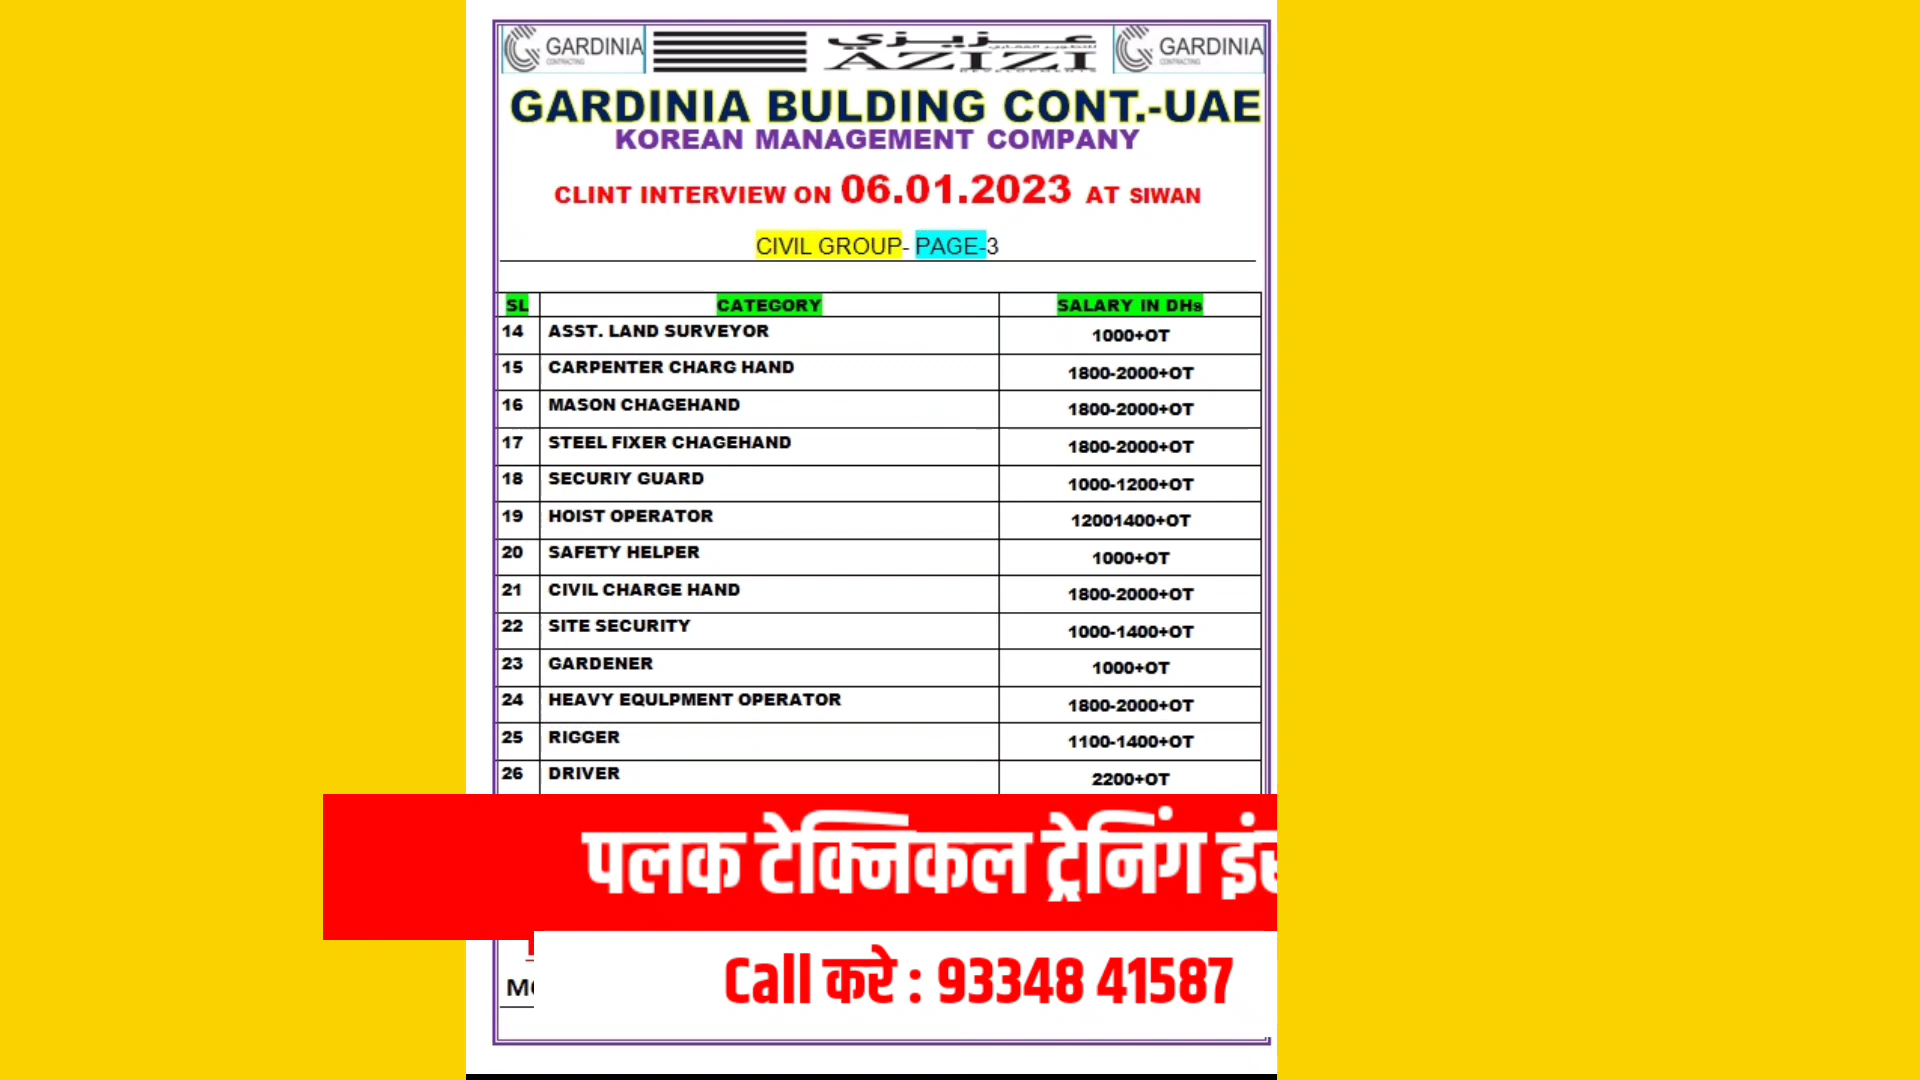 GARDINIA
CONTRACTING
عزيزي
AZIZI
DEVELOPMENTS
GARDINIA
CONTRACTING
GARDINIA BULDING CONT.-UAE
KOREAN MANAGEMENT COMPANY
CLINT INTERVIEW ON 06.01.2023 AT SIWAN
CIVIL GROUP- PAGE-3
SL CATEGORY SALARY IN DHs
14 ASST. LAND SURVEYOR 1000+OT
15 CARPENTER CHARG HAND 1800-2000+OT
16 MASON CHAGEHAND 1800-2000+OT
17 STEEL FIXER CHAGEHAND 1800-2000+OT
18 SECURIY GUARD 1000-1200+OT
19 HOIST OPERATOR 12001400+OT
20 SAFETY HELPER 1000+OT
21 CIVIL CHARGE HAND 1800-2000+OT
22 SITE SECURITY 1000-1400+OT
23 GARDENER 1000+OT
24 HEAVY EQULPMENT OPERATOR 1800-2000+OT
25 RIGGER 1100-1400+OT
26 DRIVER 2200+OT
पलक टेक्निकल ट्रेनिंग
Call करे : 93348 41587